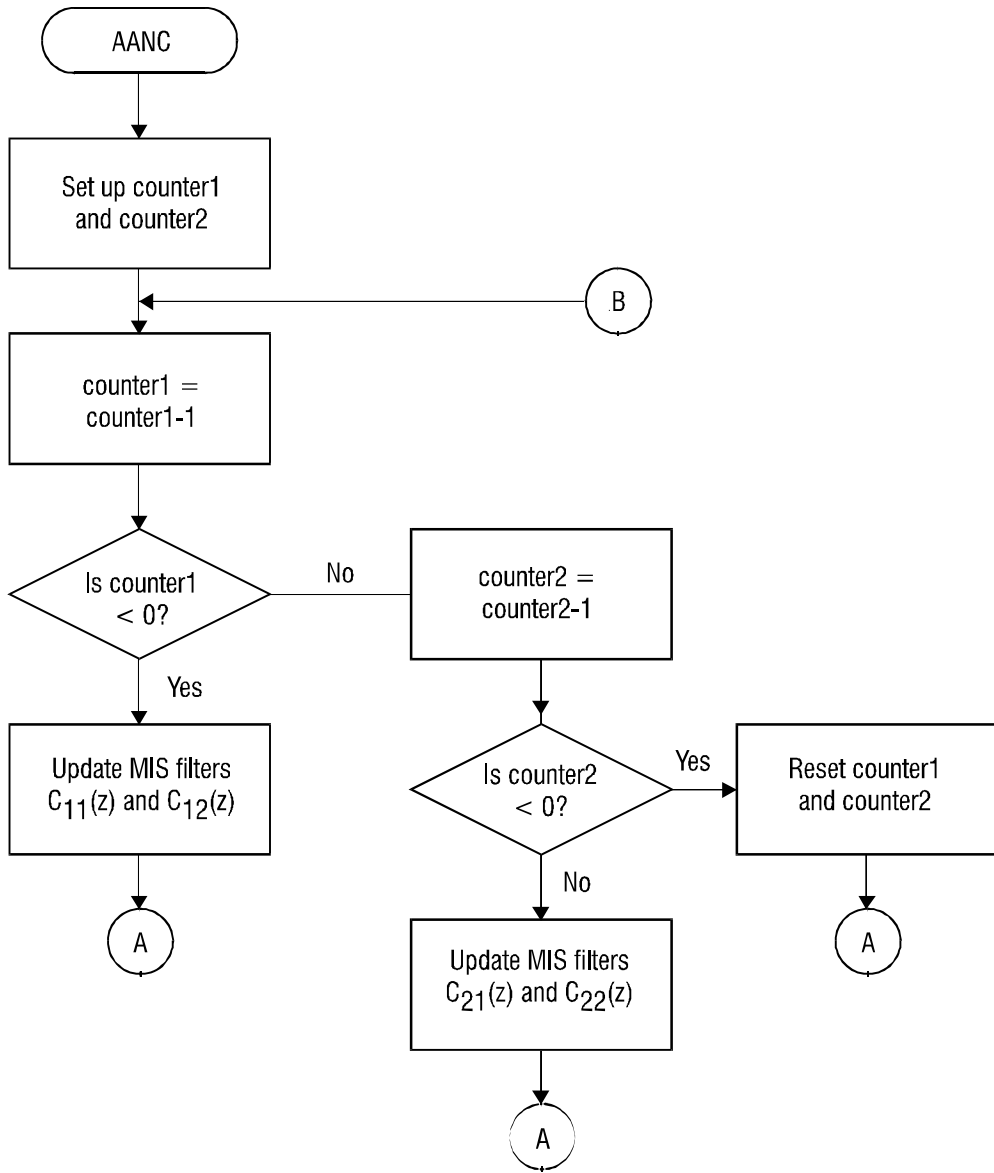 AANC
Set up counter1
and counter2
B
counter1 =
counter1-1
Is counter1
< 0?
No
counter2 =
counter2-1
Yes
Update MIS filters
C11(z) and C12(z)
A
Is counter2
< 0?
Yes
Reset counter1
and counter2
A
No
Update MIS filters
C21(z) and C22(z)
A